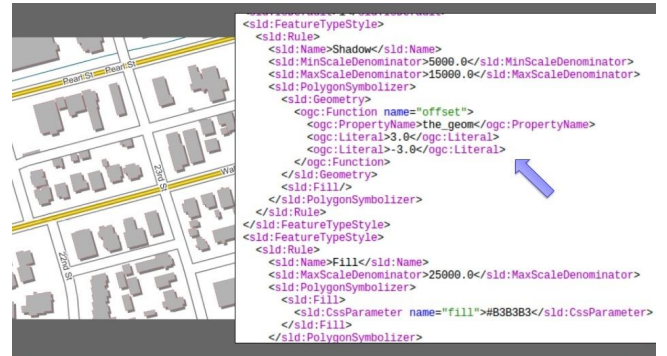 Pearl St
Pearl St
23rd St
22nd St
<sld:FeatureTypeStyle>
<sld:Rule>
<sld:Name>Shadow</sld:Name>
<sld:MinScaleDenominator>5000.0</sld:MinScaleDenominator>
<sld:MaxScaleDenominator>15000.0</sld:MaxScaleDenominator>
<sld:PolygonSymbolizer>
<sld:Geometry>
<ogc:Function name="offset">
<ogc:PropertyName>the_geom</ogc:PropertyName>
<ogc:Literal>3.0</ogc:Literal>
<ogc:Literal>-3.0</ogc:Literal>
</ogc:Function>
</sld:Geometry>
<sld:Fill/>
</sld:PolygonSymbolizer>
</sld:Rule>
</sld:FeatureTypeStyle>
<sld:FeatureTypeStyle>
<sld:Rule>
<sld:Name>Fill</sld:Name>
<sld:MaxScaleDenominator>25000.0</sld:MaxScaleDenominator>
<sld:PolygonSymbolizer>
<sld:Fill>
<sld:CssParameter name="fill">#B3B3B3</sld:CssParameter>
</sld:Fill>
</sld:PolygonSymbolizer>